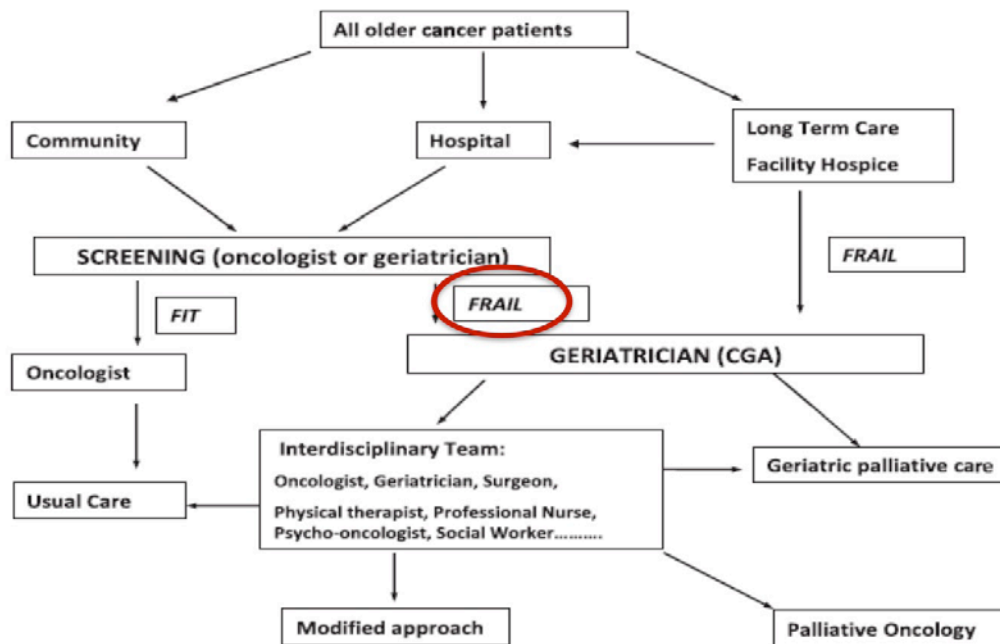 All older cancer patients
Community
Hospital
Long Term Care
Facility Hospice
SCREENING (oncologist or geriatrician)
FRAIL
FIT
FRAIL
GERIATRICIAN (CGA)
Oncologist
Interdisciplinary Team:
Oncologist, Geriatrician, Surgeon,
Physical therapist, Professional Nurse,
Psycho-oncologist, Social Worker..........
Geriatric palliative care
Usual Care
Modified approach
Palliative Oncology